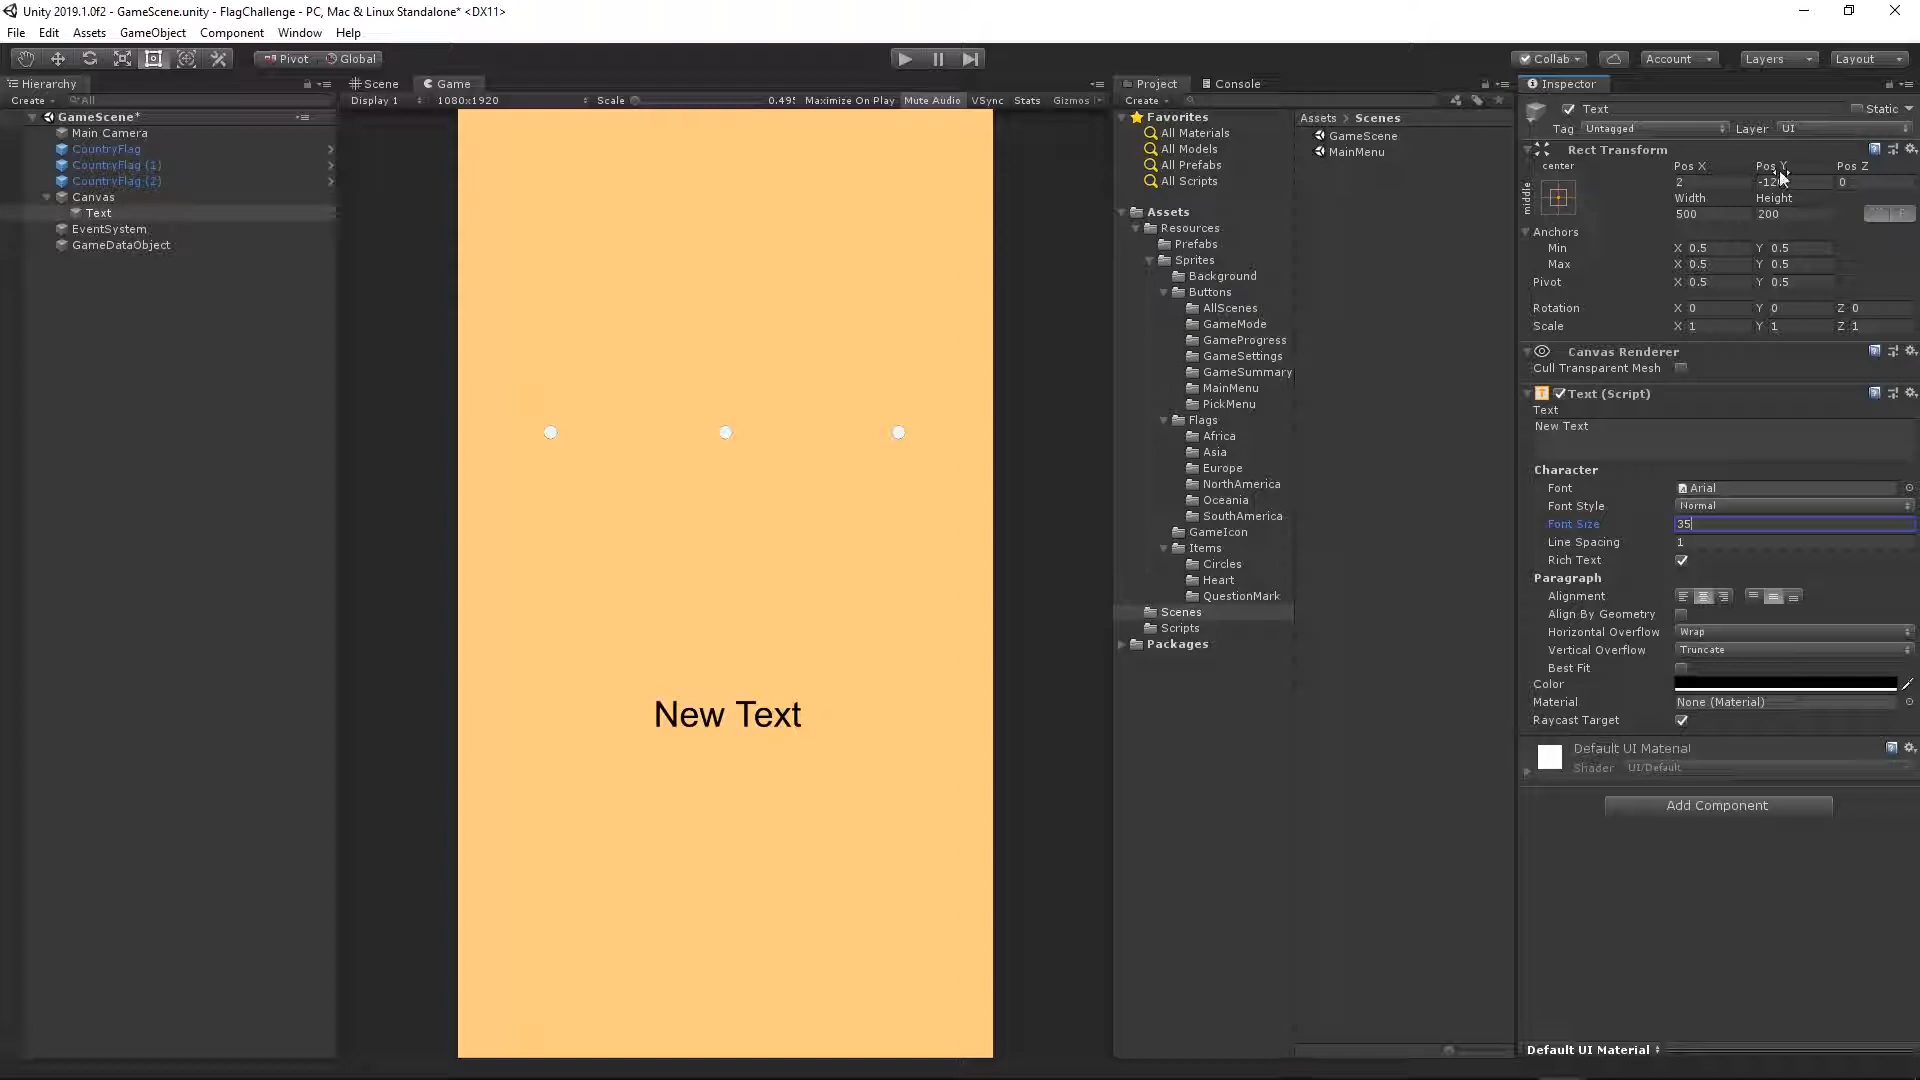 Unity 2019.1.0f2 - GameScene.unity - FlagChallenge - PC, Mac & Linux Standalone* <DX11>
File Edit Assets GameObject Component Window Help
Pivot Global Collab Account Layers Layout
Hierarchy Scene Game Project Console Inspector
Create All Display 1 1080x1920 Scale Maximize On Play Mute Audio VSync Stats Gizmos Create
GameScene*
Main Camera
CountryFlag
CountryFlag (1)
CountryFlag (2)
Canvas
Text
EventSystem
GameDataObject
New Text
Favorites
All Materials
All Models
All Prefabs
All Scripts
Assets
Resources
Prefabs
Sprites
Background
Buttons
AllScenes
GameMode
GameProgress
GameSettings
GameSummary
MainMenu
PickMenu
Flags
Africa
Asia
Europe
NorthAmerica
Oceania
SouthAmerica
GameIcon
Items
Circles
Heart
QuestionMark
Scenes
Scripts
Packages
Assets Scenes
GameScene
MainMenu
Text Static
Tag Untagged Layer UI
Rect Transform
center Pos X Pos Y Pos Z
middle
2 0
Width Height
500 200
Anchors
Min X 0.5 Y 0.5
Max X 0.5 Y 0.5
Pivot X 0.5 Y 0.5
Rotation X 0 Y 0 Z 0
Scale X 1 Y 1 Z 1
Canvas Renderer
Cull Transparent Mesh
Text (Script)
Text
New Text
Character
Font Arial
Font Style Normal
Font Size 35
Line Spacing 1
Rich Text
Paragraph
Alignment
Align By Geometry
Horizontal Overflow Wrap
Vertical Overflow Truncate
Best Fit
Color
Material None (Material)
Raycast Target
Default UI Material
Shader UI/Default
Add Component
Default UI Material